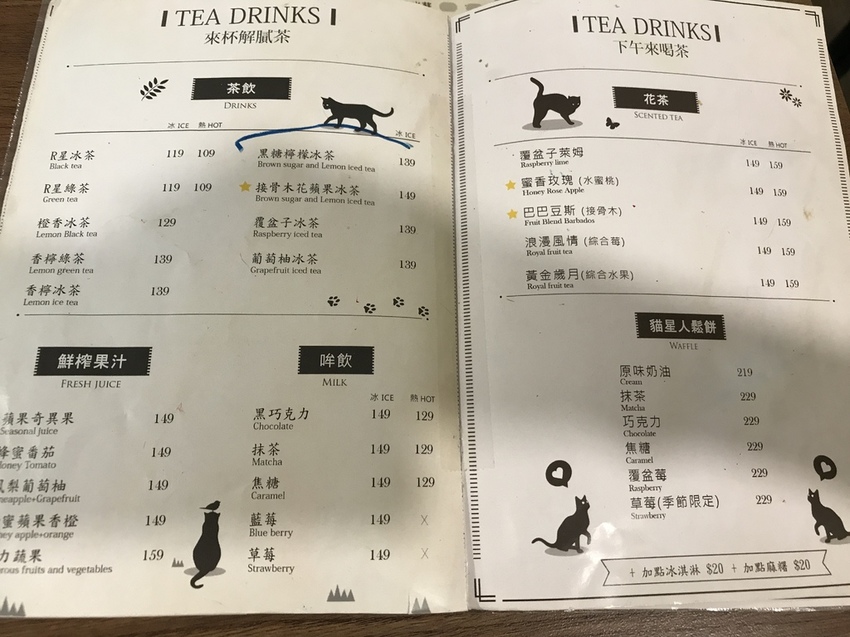 TEA DRINKS
來杯解膩茶
茶飲
DRINKS
冰 ICE 熱 HOT
R星冰茶 119 109
Black tea
R星綠茶 119 109
Green tea
橙香冰茶 129
Lemon Black tea
香檸綠茶 139
Lemon green tea
香檸冰茶 139
Lemon ice tea
冰 ICE
黑糖檸檬冰茶 139
Brown sugar and Lemon iced tea
接骨木花蘋果冰茶 149
Brown sugar and Lemon iced tea
覆盆子冰茶 139
Raspberry iced tea
葡萄柚冰茶 139
Grapefruit iced tea
鮮榨果汁
FRESH JUICE
蘋果奇異果 149
Seasonal juice
蜂蜜番茄 149
Honey Tomato
梨葡萄柚 149
neapple+Grapefruit
蜜蘋果香橙 149
ney apple+orange
力蔬果 159
orous fruits and vegetables
哞飲
MILK
冰 ICE 熱 HOT
黑巧克力 149 129
Chocolate
抹茶 149 129
Matcha
焦糖 149 129
Caramel
藍莓 149 X
Blue berry
草莓 149 X
Strawberry
TEA DRINKS
下午來喝茶
花茶
SCENTED TEA
冰 ICE 熱 HOT
覆盆子萊姆 149 159
Raspberry lime
蜜香玫瑰 (水蜜桃) 149 159
Honey Rose Apple
巴巴豆斯 (接骨木) 149 159
Fruit Blend Barbados
浪漫風情 (綜合莓) 149 159
Royal fruit tea
黃金歲月 (綜合水果) 149 159
Royal fruit tea
貓星人鬆餅
WAFFLE
原味奶油 219
Cream
抹茶 229
Matcha
巧克力 229
Chocolate
焦糖 229
Caramel
覆盆莓 229
Raspberry
草莓(季節限定) 229
Strawberry
+ 加點冰淇淋 $20 + 加點麻糬 $20